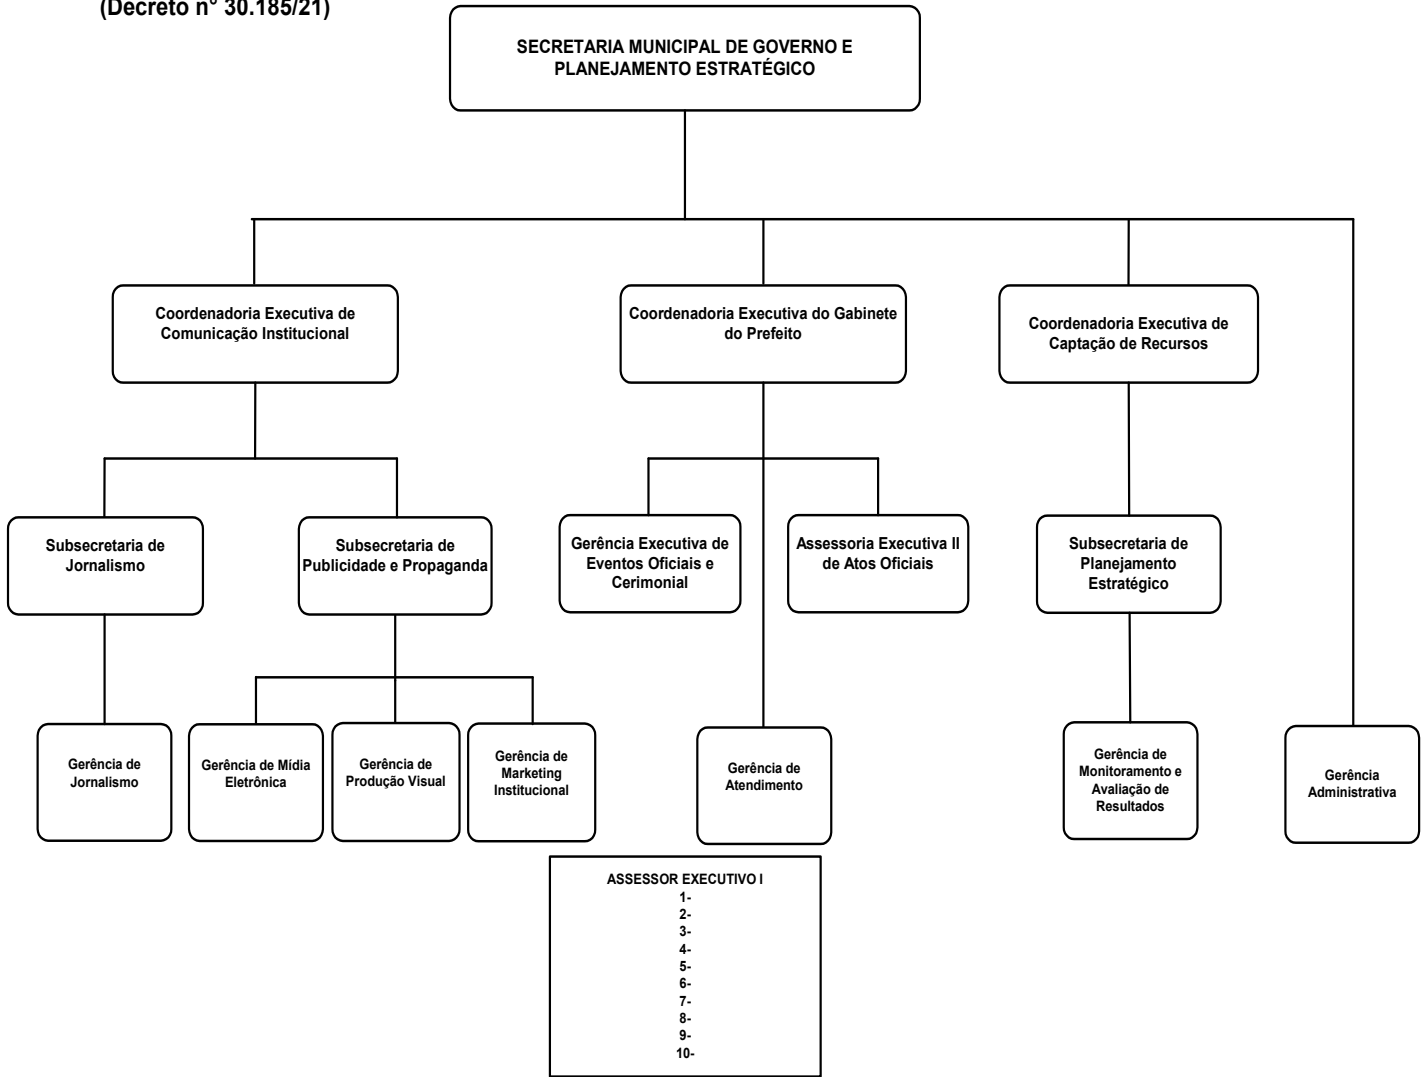 (Decreto n° 30.185/21)
SECRETARIA MUNICIPAL DE GOVERNO E
PLANEJAMENTO ESTRATÉGICO
Coordenadoria Executiva de
Comunicação Institucional
Coordenadoria Executiva do Gabinete
do Prefeito
Coordenadoria Executiva de
Captação de Recursos
Subsecretaria de
Jornalismo
Subsecretaria de
Publicidade e Propaganda
Gerência Executiva de
Eventos Oficiais e
Cerimonial
Assessoria Executiva II
de Atos Oficiais
Subsecretaria de
Planejamento
Estratégico
Gerência de
Jornalismo
Gerência de Mídia
Eletrônica
Gerência de
Produção Visual
Gerência de
Marketing
Institucional
Gerência de
Atendimento
Gerência de
Monitoramento e
Avaliação de
Resultados
Gerência
Administrativa
ASSESSOR EXECUTIVO I
1-
2-
3-
4-
5-
6-
7-
8-
9-
10-